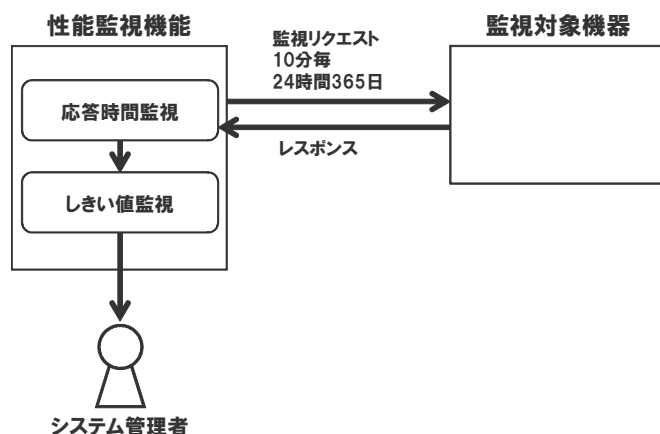 性能監視機能
監視リクエスト
10分毎
24時間365日
監視対象機器
応答時間監視
レスポンス
しきい値監視
システム管理者